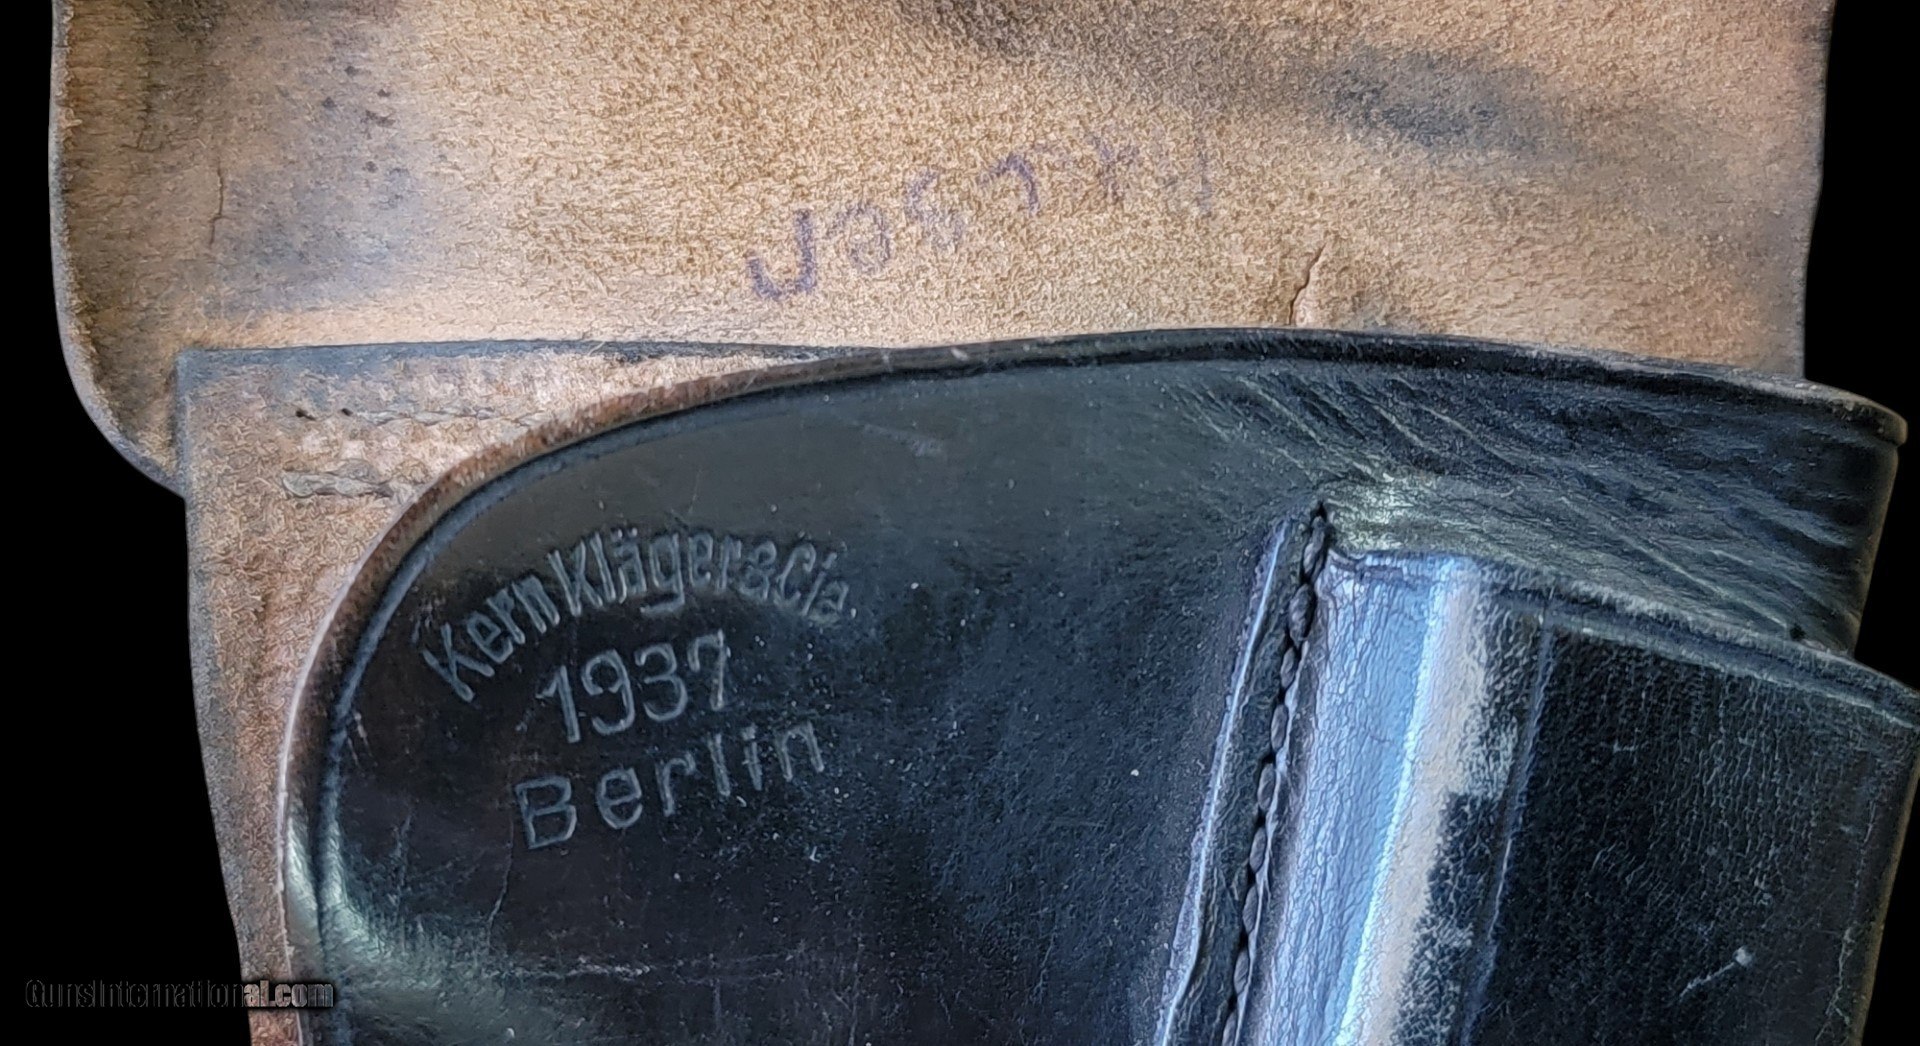 Kern Kläger & Cie.
1937
Berlin
GunsInternational.com